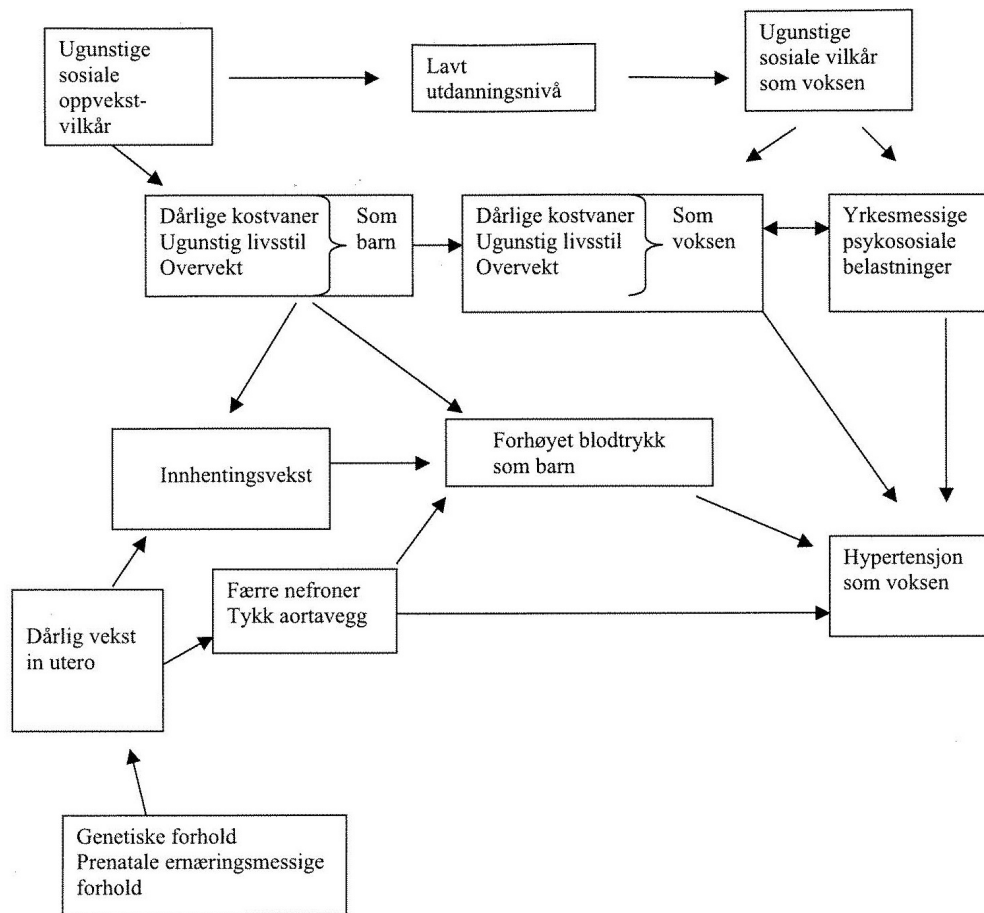 Ugunstige
sosiale
oppvekst-
vilkår
Lavt
utdanningsnivå
Ugunstige
sosiale vilkår
som voksen
Dårlige kostvaner
Ugunstig livsstil
Overvekt
Som
barn
Dårlige kostvaner
Ugunstig livsstil
Overvekt
Som
voksen
Yrkesmessige
psykososiale
belastninger
Innhentingsvekst
Forhøyet blodtrykk
som barn
Færre nefroner
Tykk aortavegg
Hypertensjon
som voksen
Dårlig vekst
in utero
Genetiske forhold
Prenatale ernæringsmessige
forhold